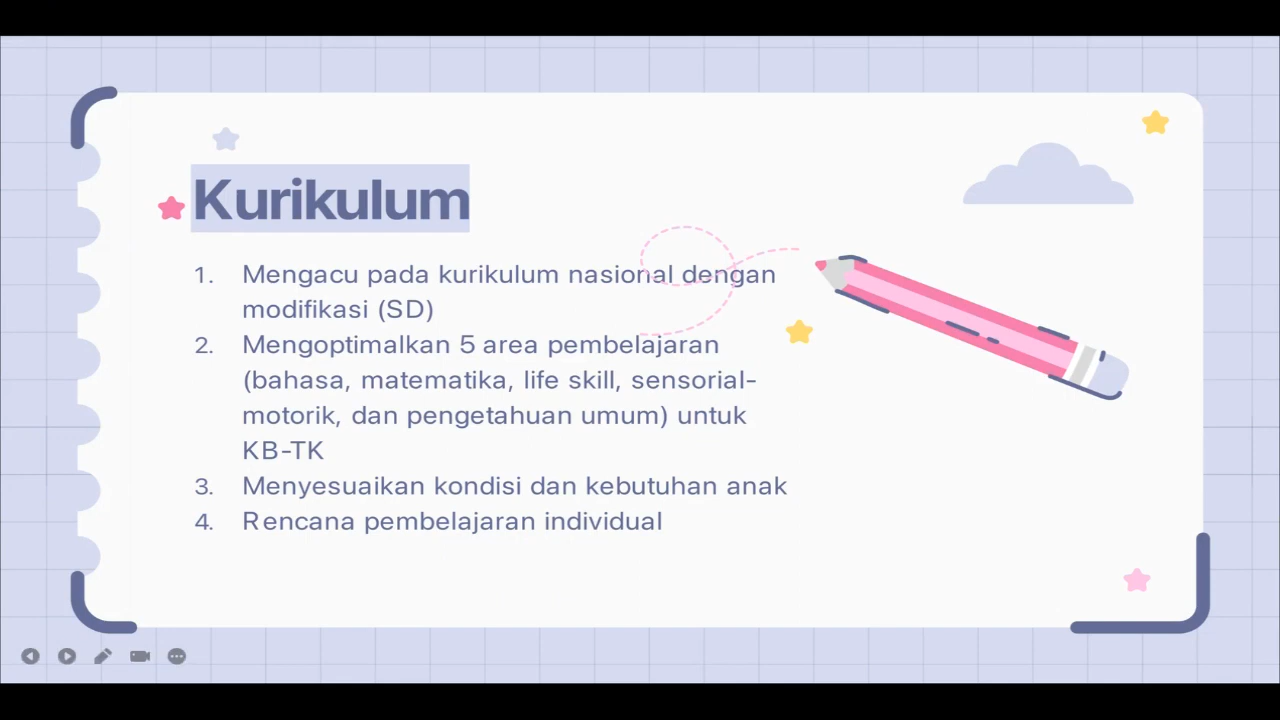 Kurikulum
1. Mengacu pada kurikulum nasional dengan
modifikasi (SD)
2. Mengoptimalkan 5 area pembelajaran
(bahasa, matematika, life skill, sensorial-
motorik, dan pengetahuan umum) untuk
KB-TK
3. Menyesuaikan kondisi dan kebutuhan anak
4. Rencana pembelajaran individual